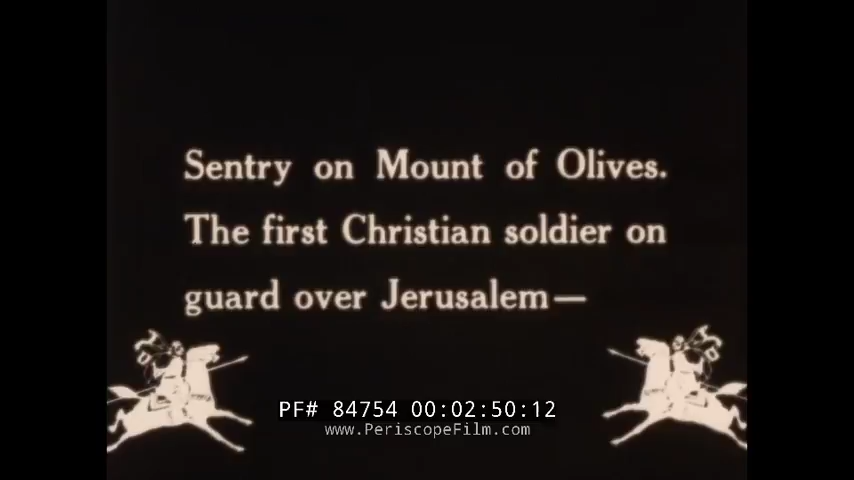 Sentry on Mount of Olives.
The first Christian soldier on
guard over Jerusalem—
PF# 84754 00:02:50:12
www.PeriscopeFilm.com